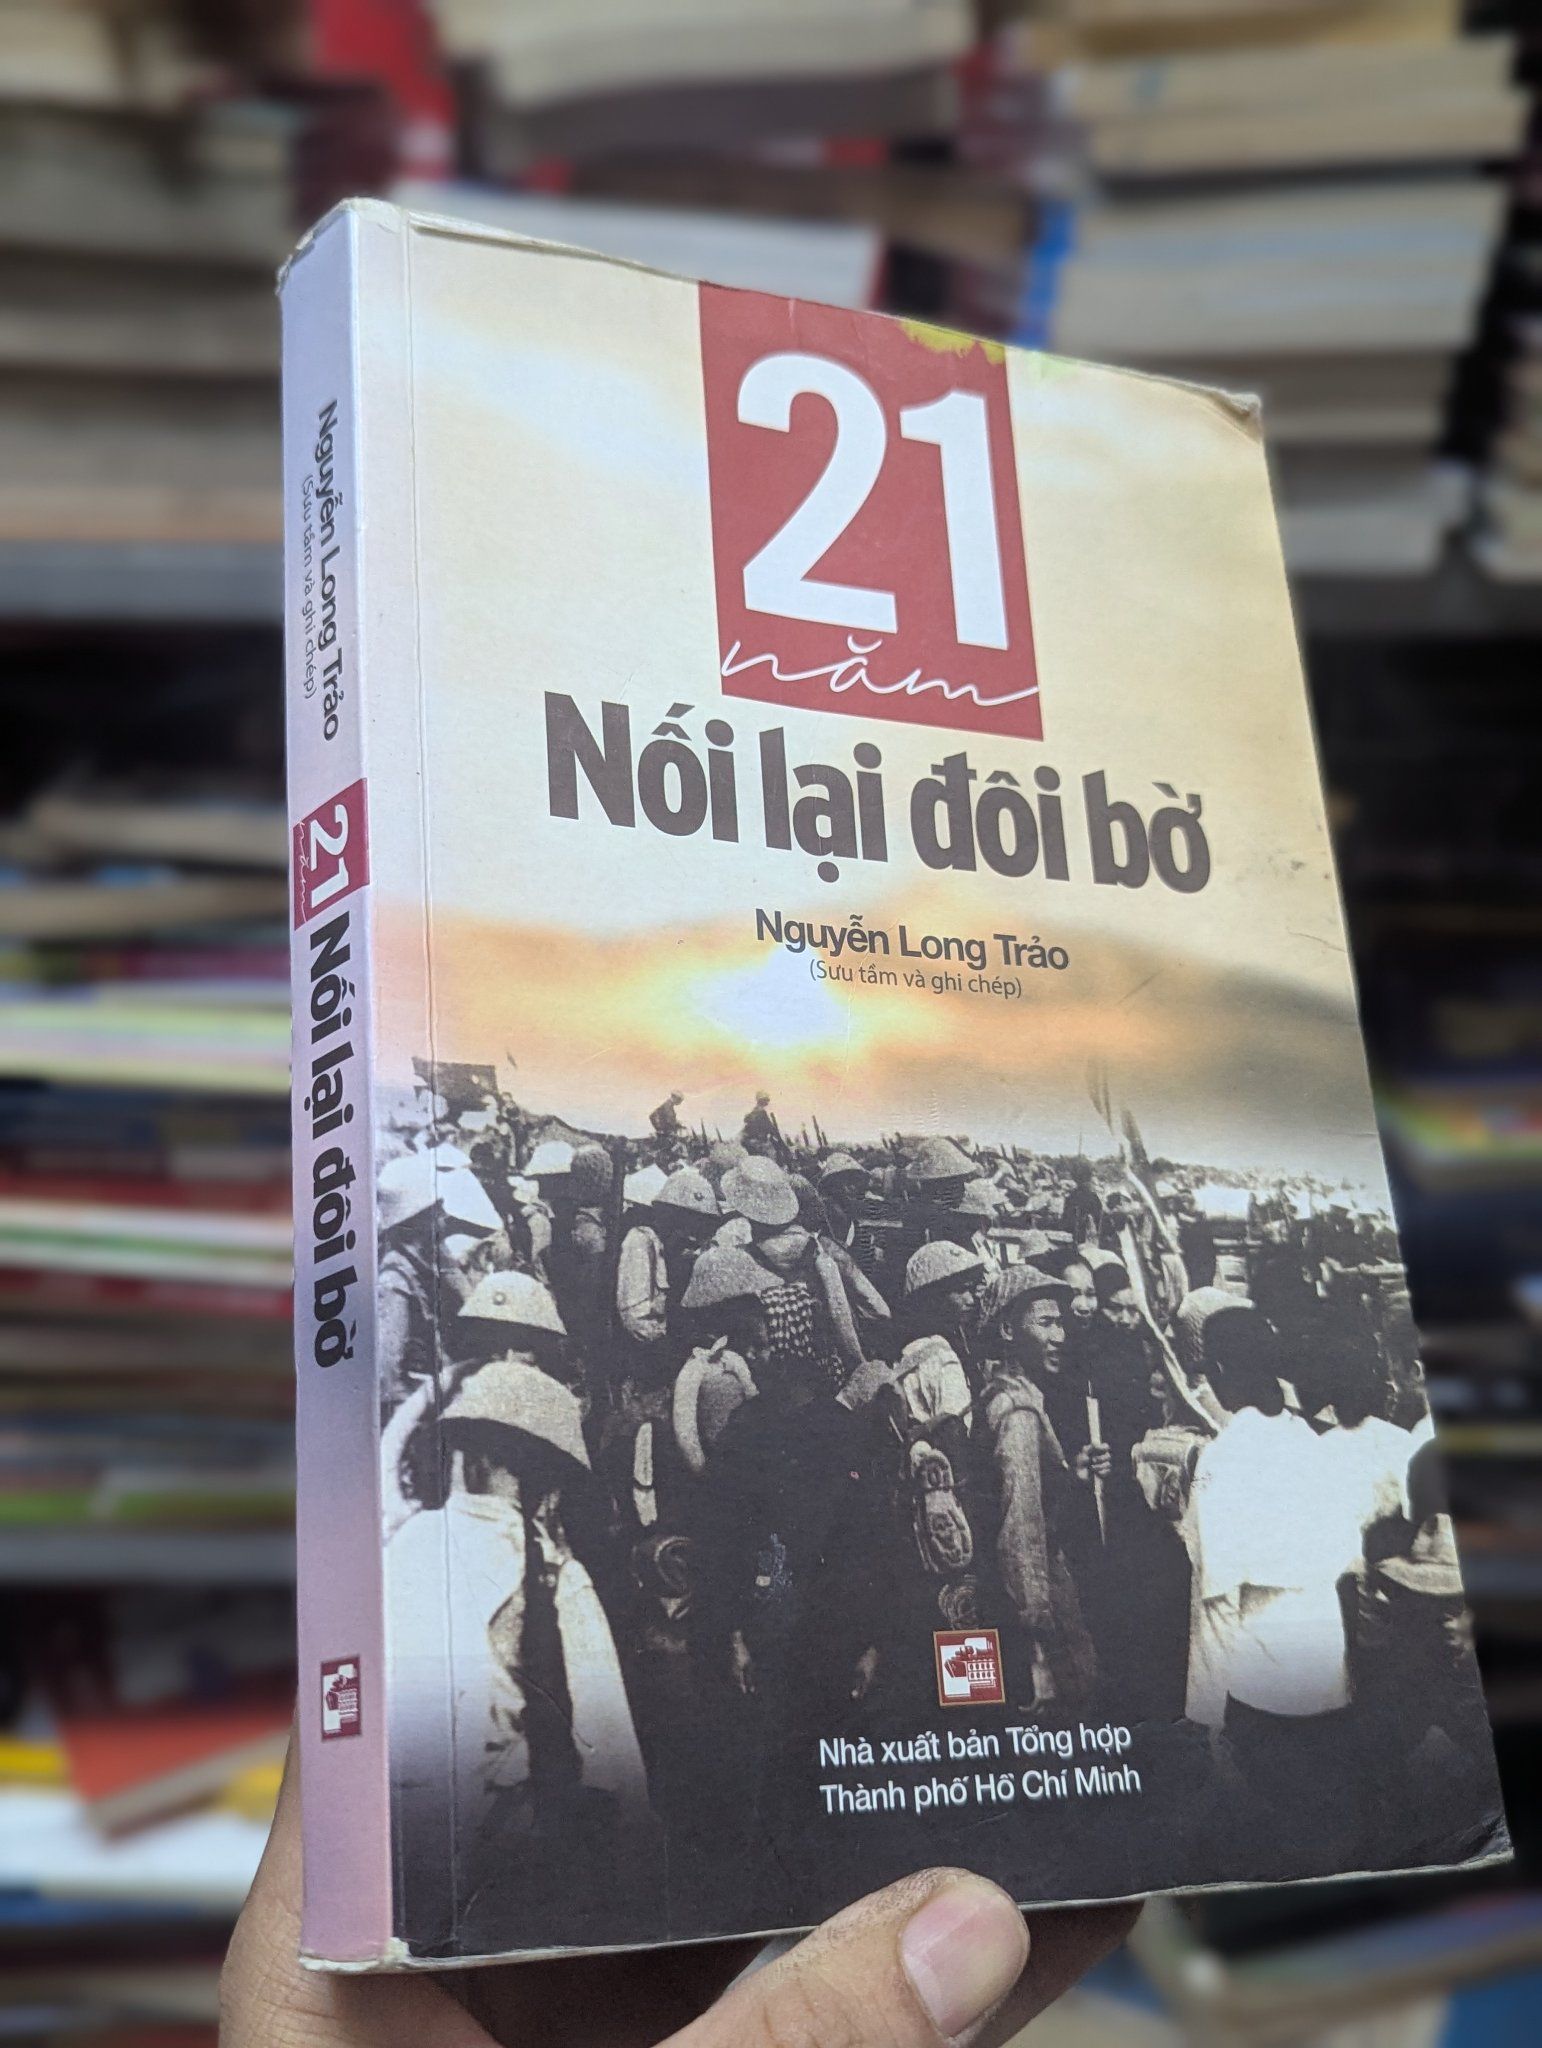 Nguyễn Long Trảo
(Sưu tầm và ghi chép)
21
năm
Nối lại đôi bờ
21
năm
Nối lại đôi bờ
Nguyễn Long Trảo
(Sưu tầm và ghi chép)
Nhà xuất bản Tổng hợp
Thành phố Hồ Chí Minh